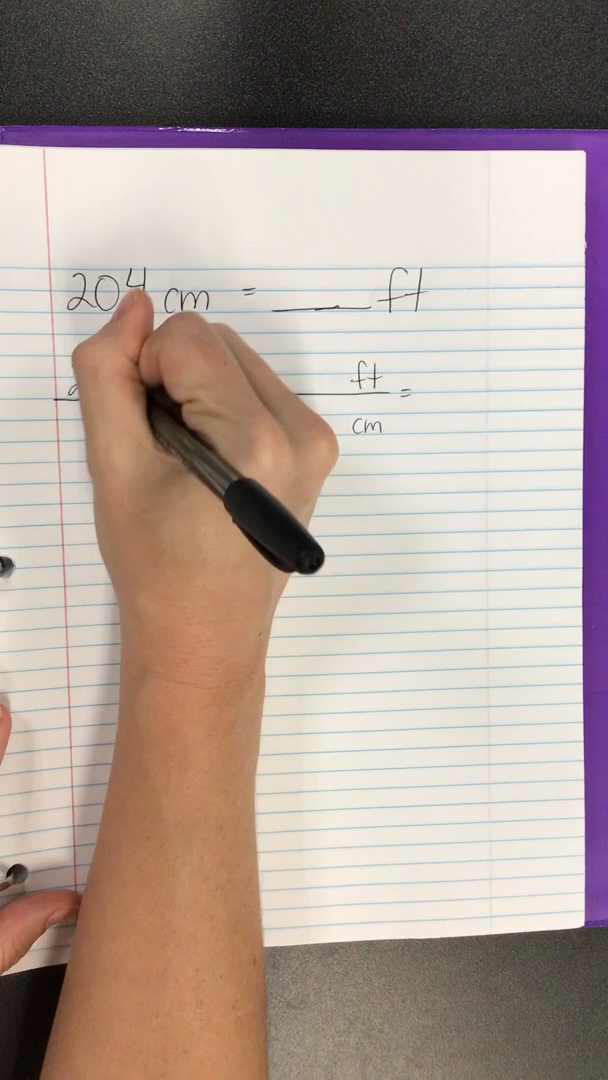 204 cm = ___ ft
ft =
cm